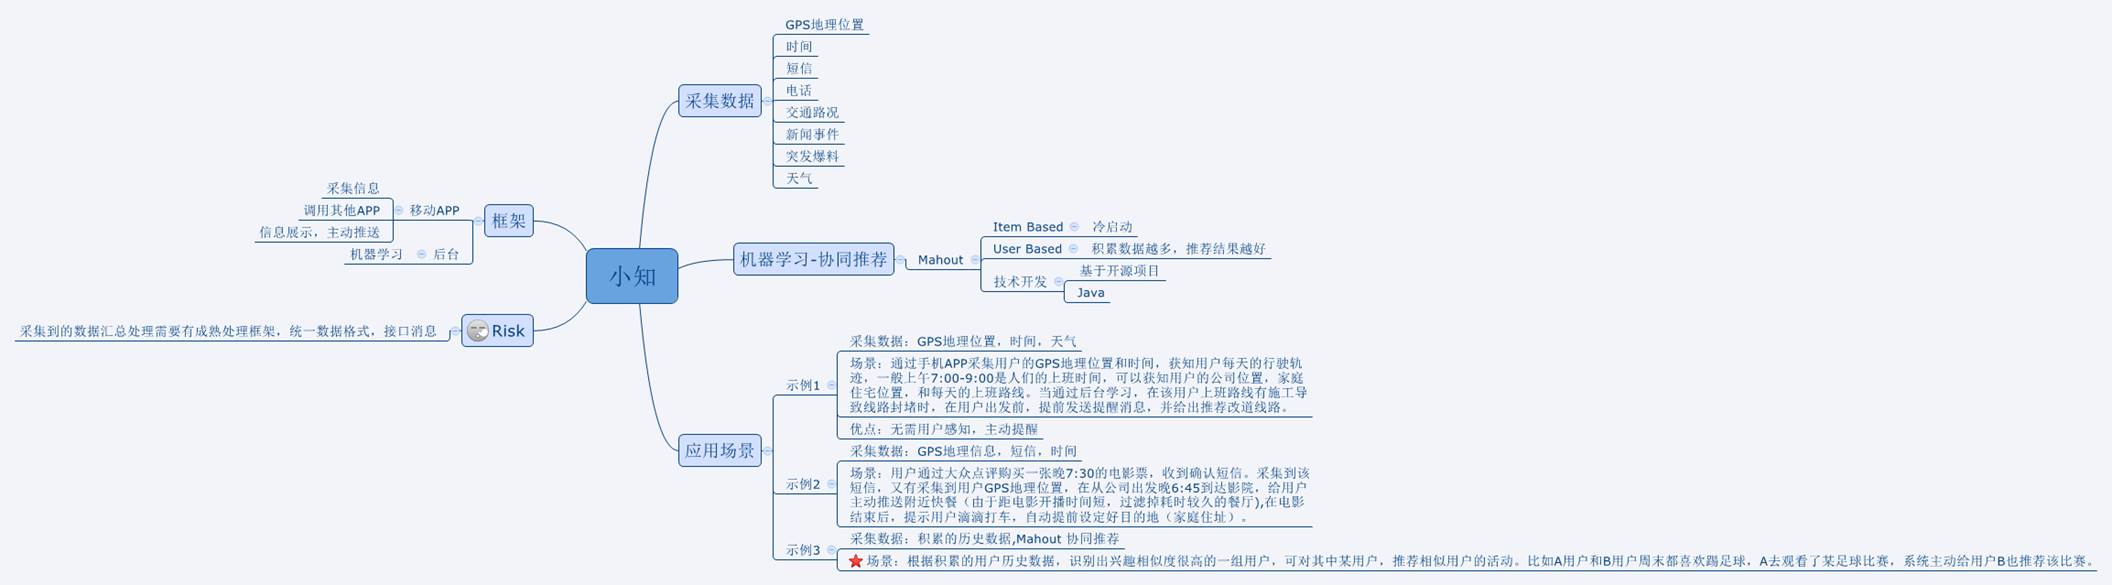 小知
采集数据
GPS地理位置
时间
短信
电话
交通路况
新闻事件
突发爆料
天气
机器学习-协同推荐
Mahout
Item Based
冷启动
User Based
积累数据越多，推荐结果越好
技术开发
基于开源项目
Java
应用场景
示例1
采集数据：GPS地理位置，时间，天气
场景：通过手机APP采集用户的GPS地理位置和时间，获知用户每天的行驶轨
迹，一般上午7:00-9:00是人们的上班时间，可以获知用户的公司位置，家庭
住宅位置，和每天的上班路线。当通过后台学习，在该用户上班路线有施工导
致线路封堵时，在用户出发前，提前发送提醒消息，并给出推荐改道线路。
优点：无需用户感知，主动提醒
示例2
采集数据：GPS地理信息，短信，时间
场景：用户通过大众点评购买一张晚7:30的电影票，收到确认短信。采集到该
短信，又有采集到用户GPS地理位置，在从公司出发晚6:45到达影院，给用户
主动推送附近快餐（由于距电影开播时间短，过滤掉耗时较久的餐厅),在电影
结束后，提示用户滴滴打车，自动提前设定好目的地（家庭住址）。
示例3
采集数据：积累的历史数据,Mahout 协同推荐
场景：根据积累的用户历史数据，识别出兴趣相似度很高的一组用户，可对其中某用户，推荐相似用户的活动。比如A用户和B用户周末都喜欢踢足球，A去观看了某足球比赛，系统主动给用户B也推荐该比赛。
框架
移动APP
采集信息
调用其他APP
信息展示，主动推送
后台
机器学习
Risk
采集到的数据汇总处理需要有成熟处理框架，统一数据格式，接口消息